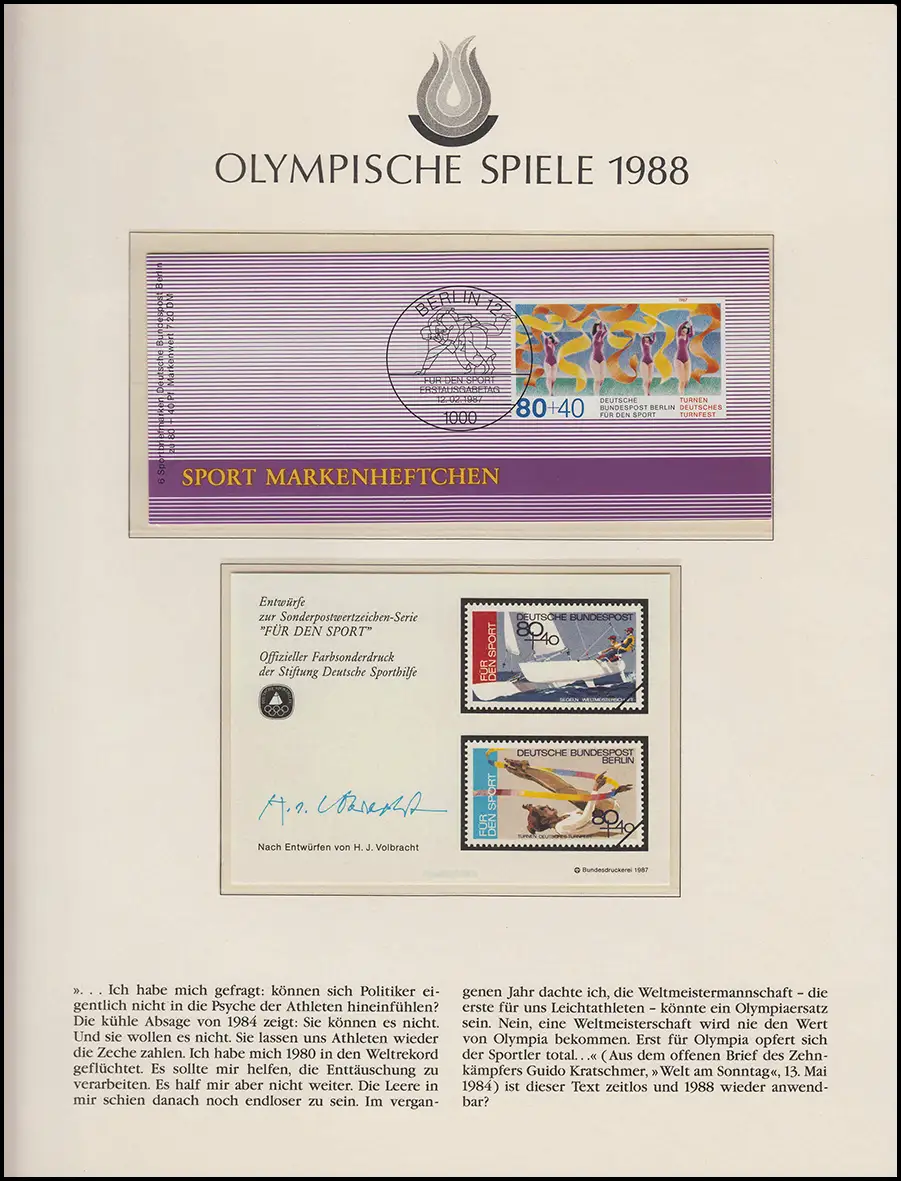 OLYMPISCHE SPIELE 1988
6 Sportbriefmarken Deutsche Bundespost Berlin
zu 80 + 40 Pf Markenwert 7,20 DM
BERLIN 12
FÜR DEN SPORT
ERSTAUSGABETAG
12.02.1987
1000
1987
80+40
DEUTSCHE
BUNDESPOST BERLIN
FÜR DEN SPORT
TURNEN
DEUTSCHES
TURNFEST
SPORT MARKENHEFTCHEN
Entwürfe
zur Sonderpostwertzeichen-Serie
"FÜR DEN SPORT"
Offizieller Farbsonderdruck
der Stiftung Deutsche Sporthilfe
Nach Entwürfen von H. J. Volbracht
DEUTSCHE BUNDESPOST
80
+40
FÜR
DEN SPORT
SEGELN WELTMEISTERSCHAFT
DEUTSCHE BUNDESPOST
BERLIN
FÜR
DEN SPORT
80
+40
TURNEN DEUTSCHES TURNFEST
Bundesdruckerei 1987
». . . Ich habe mich gefragt: können sich Politiker ei-
gentlich nicht in die Psyche der Athleten hineinfühlen?
Die kühle Absage von 1984 zeigt: Sie können es nicht.
Und sie wollen es nicht. Sie lassen uns Athleten wieder
die Zeche zahlen. Ich habe mich 1980 in den Weltrekord
geflüchtet. Es sollte mir helfen, die Enttäuschung zu
verarbeiten. Es half mir aber nicht weiter. Die Leere in
mir schien danach noch endloser zu sein. Im vergan-
genen Jahr dachte ich, die Weltmeistermannschaft – die
erste für uns Leichtathleten – könnte ein Olympiaersatz
sein. Nein, eine Weltmeisterschaft wird nie den Wert
von Olympia bekommen. Erst für Olympia opfert sich
der Sportler total. . .« (Aus dem offenen Brief des Zehn-
kämpfers Guido Kratschmer, »Welt am Sonntag«, 13. Mai
1984) ist dieser Text zeitlos und 1988 wieder anwend-
bar?